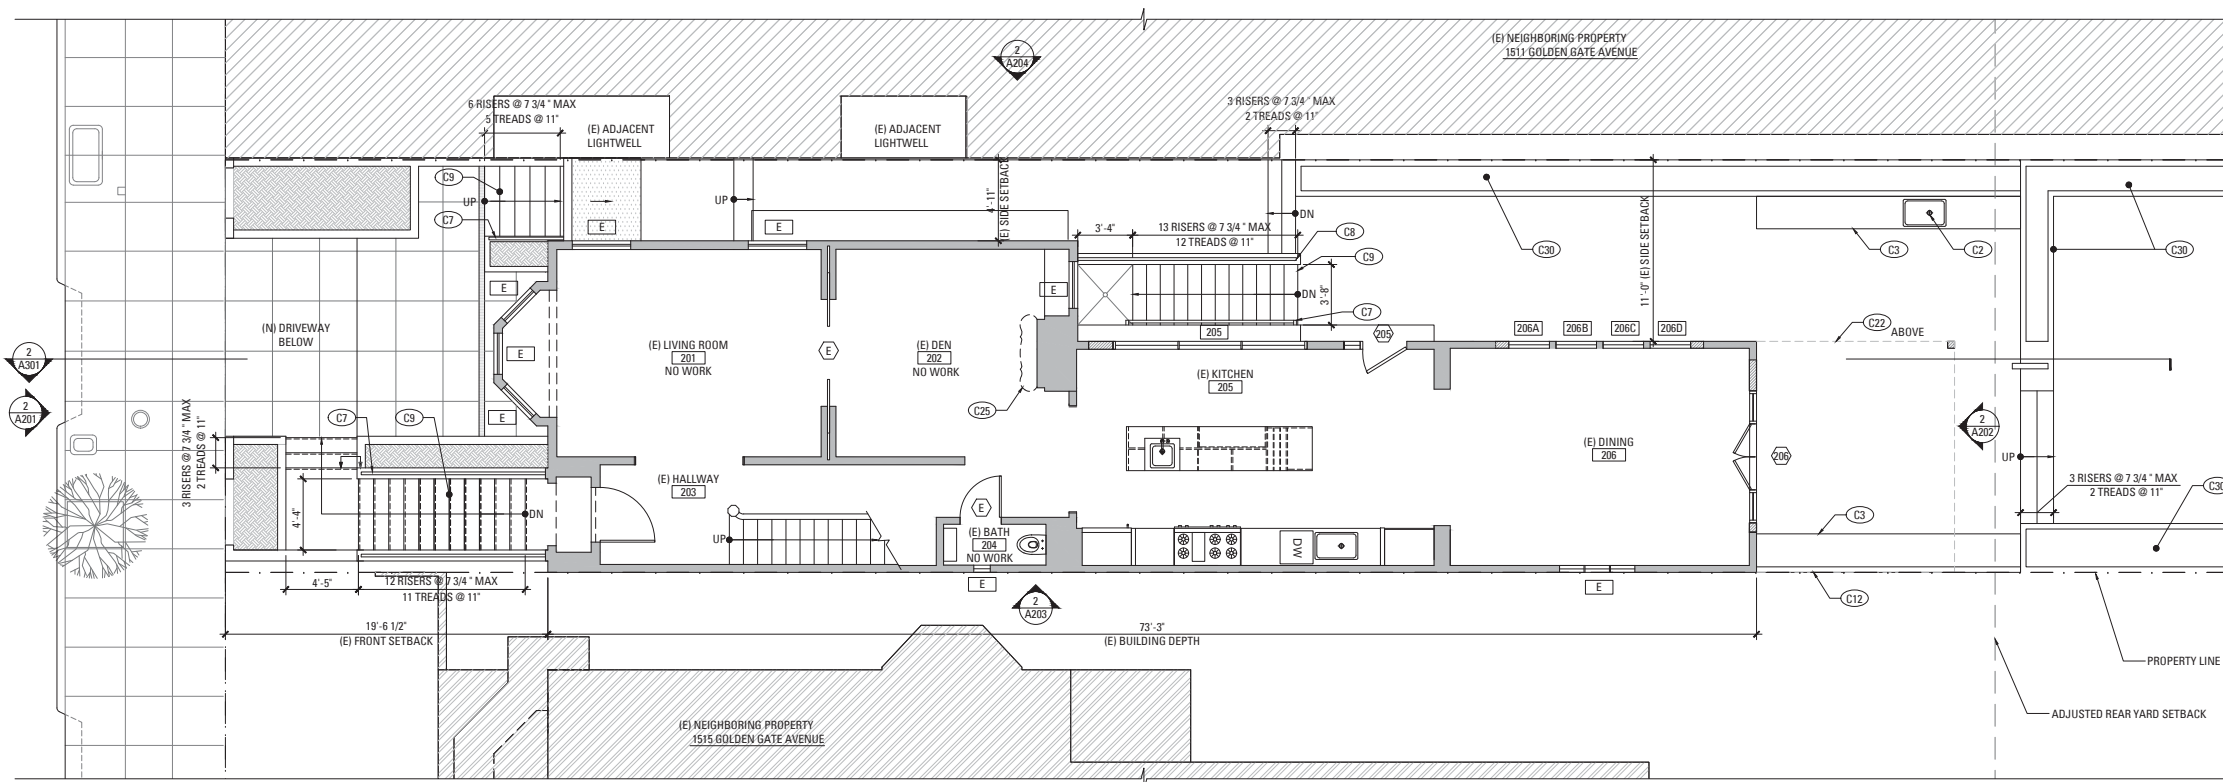 (E) NEIGHBORING PROPERTY
1511 GOLDEN GATE AVENUE
2
A204
6 RISERS @ 7 3/4 " MAX
5 TREADS @ 11"
(E) ADJACENT
LIGHTWELL
(E) ADJACENT
LIGHTWELL
3 RISERS @ 7 3/4 " MAX
2 TREADS @ 11"
C9
UP
C7
E
UP
E
4'-11"
(E) SIDE SETBACK
DN
3'-4"
13 RISERS @ 7 3/4 " MAX
12 TREADS @ 11"
C8
C9
C30
11'-0" (E) SIDE SETBACK
C3
C2
C30
E
E
DN
3'-8"
C7
(N) DRIVEWAY
BELOW
E
(E) LIVING ROOM
201
NO WORK
E
(E) DEN
202
NO WORK
205
205
206A
206B
206C
206D
C22
ABOVE
2
A301
2
A201
E
C25
(E) KITCHEN
205
3 RISERS @ 7 3/4 " MAX
2 TREADS @ 11"
C7
C9
(E) DINING
206
206
2
A202
UP
3 RISERS @ 7 3/4 " MAX
2 TREADS @ 11"
C30
4'-4"
DN
(E) HALLWAY
203
UP
E
(E) BATH
204
NO WORK
DW
C3
4'-5"
12 RISERS @ 7 3/4 " MAX
11 TREADS @ 11"
E
2
A203
E
C12
19'-6 1/2"
(E) FRONT SETBACK
73'-3"
(E) BUILDING DEPTH
PROPERTY LINE
ADJUSTED REAR YARD SETBACK
(E) NEIGHBORING PROPERTY
1515 GOLDEN GATE AVENUE